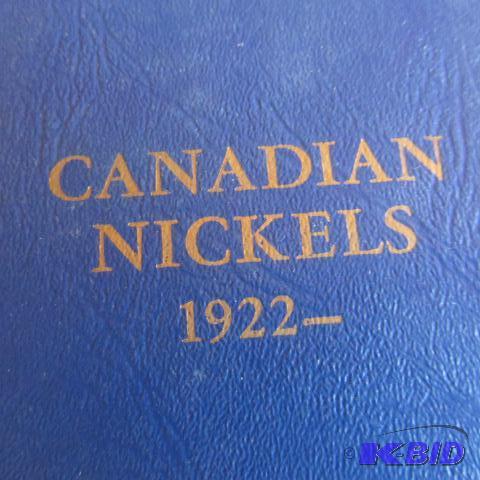 CANADIAN
NICKELS
1922—
© K-BID